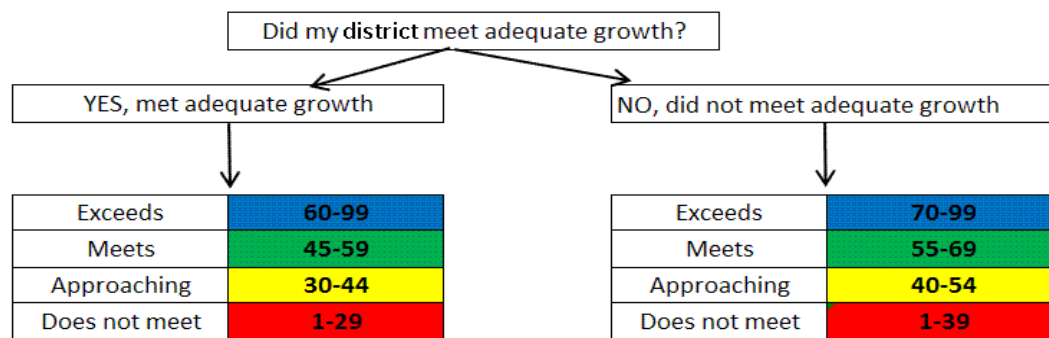 Did my district meet adequate growth?
YES, met adequate growth
NO, did not meet adequate growth
Exceeds 60-99
Meets 45-59
Approaching 30-44
Does not meet 1-29
Exceeds 70-99
Meets 55-69
Approaching 40-54
Does not meet 1-39